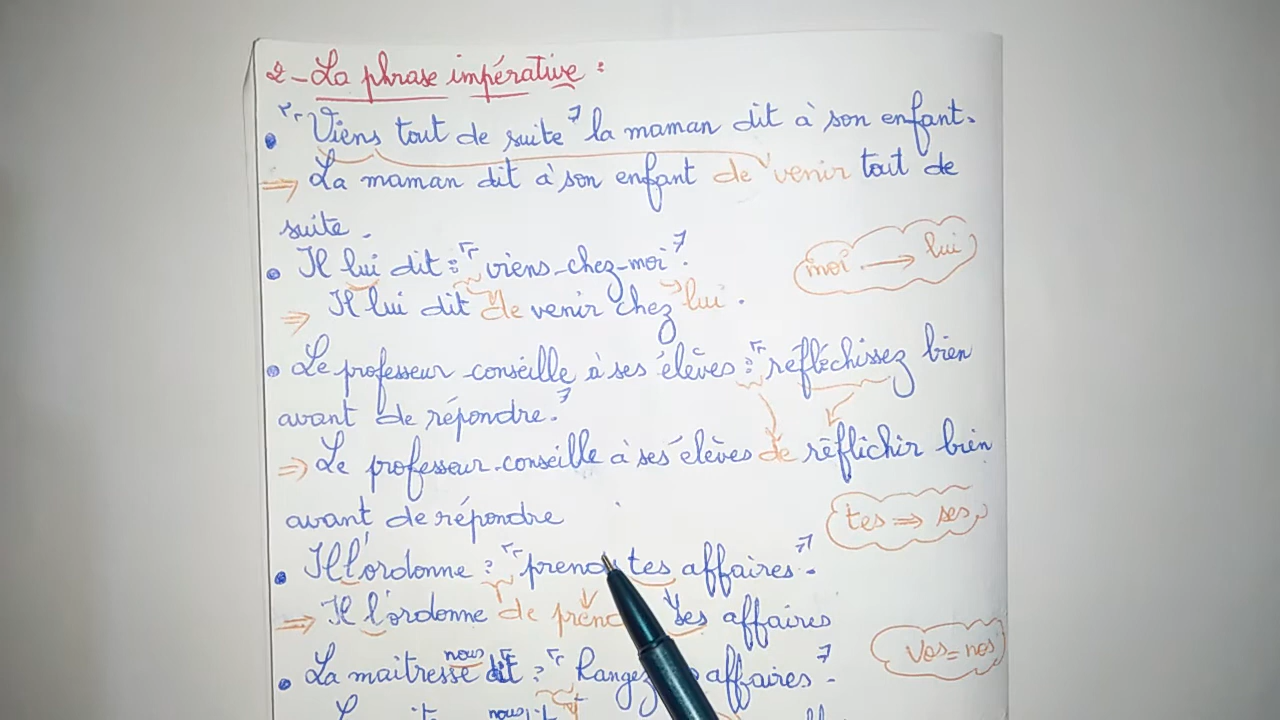 2 - La phrase impérative :
• "Viens tout de suite" la maman dit à son enfant.
⇒ La maman dit à son enfant de venir tout de
suite.
• Il lui dit : "viens-chez-moi".
moi → lui
⇒ Il lui dit de venir chez lui.
• Le professeur conseille à ses élèves : "réfléchissez bien
avant de répondre."
⇒ Le professeur conseille à ses élèves de réflichir bien
avant de répondre
tes ⇒ ses
• Il l'ordonne : "prends tes affaires".
⇒ Il l'ordonne de ses affaires
vos = nos
• La maitresse nous dit : "Rangez affaires".
nous